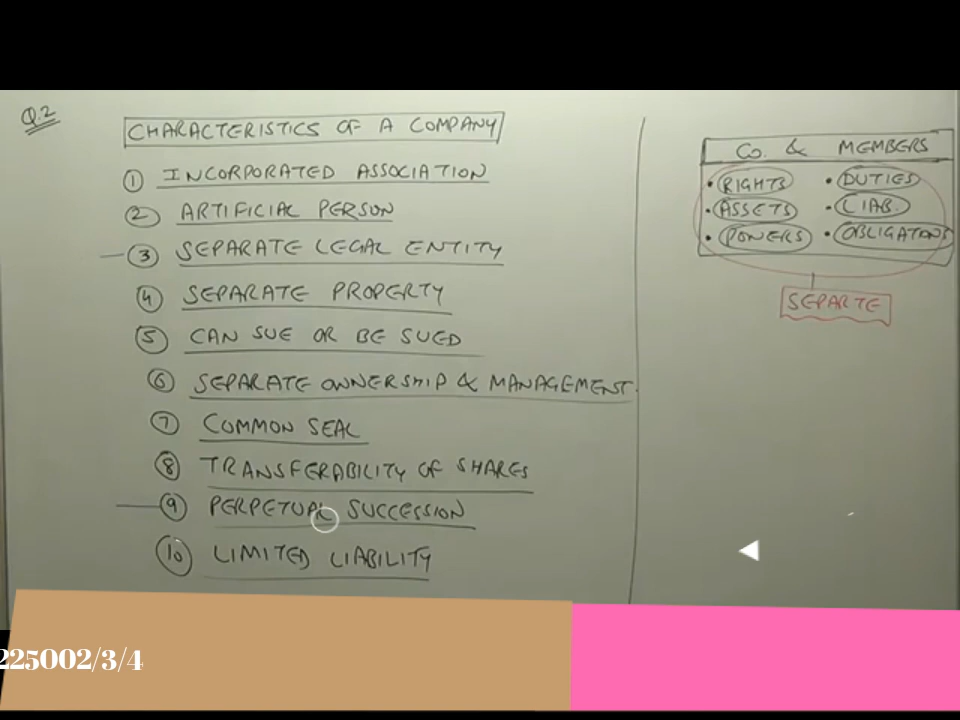 Q.2
CHARACTERISTICS OF A COMPANY
① INCORPORATED ASSOCIATION
② ARTIFICIAL PERSON
③ SEPARATE LEGAL ENTITY
④ SEPARATE PROPERTY
⑤ CAN SUE OR BE SUED
⑥ SEPARATE OWNERSHIP & MANAGEMENT.
⑦ COMMON SEAL
⑧ TRANSFERABILITY OF SHARES
⑨ PERPETUAL SUCCESSION
⑩ LIMITED LIABILITY
CO. & MEMBERS
• RIGHTS • DUTIES
• ASSETS • LIAB.
• POWERS • OBLIGATIONS
SEPARTE
225002/3/4